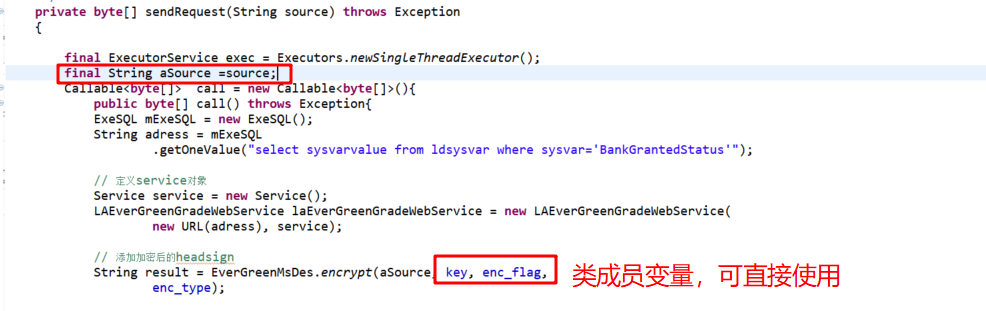 private byte[] sendRequest(String source) throws Exception
{
final ExecutorService exec = Executors.newSingleThreadExecutor();
final String aSource =source;
Callable<byte[]>  call = new Callable<byte[]>(){
public byte[] call() throws Exception{
ExeSQL mExeSQL = new ExeSQL();
String adress = mExeSQL
.getOneValue("select sysvarvalue from ldsysvar where sysvar='BankGrantedStatus'");
// 定义service对象
Service service = new Service();
LAEverGreenGradeWebService laEverGreenGradeWebService = new LAEverGreenGradeWebService(
new URL(adress), service);
// 添加加密后的headsign
String result = EverGreenMsDes.encrypt(aSource, key, enc_flag,
enc_type);
类成员变量，可直接使用